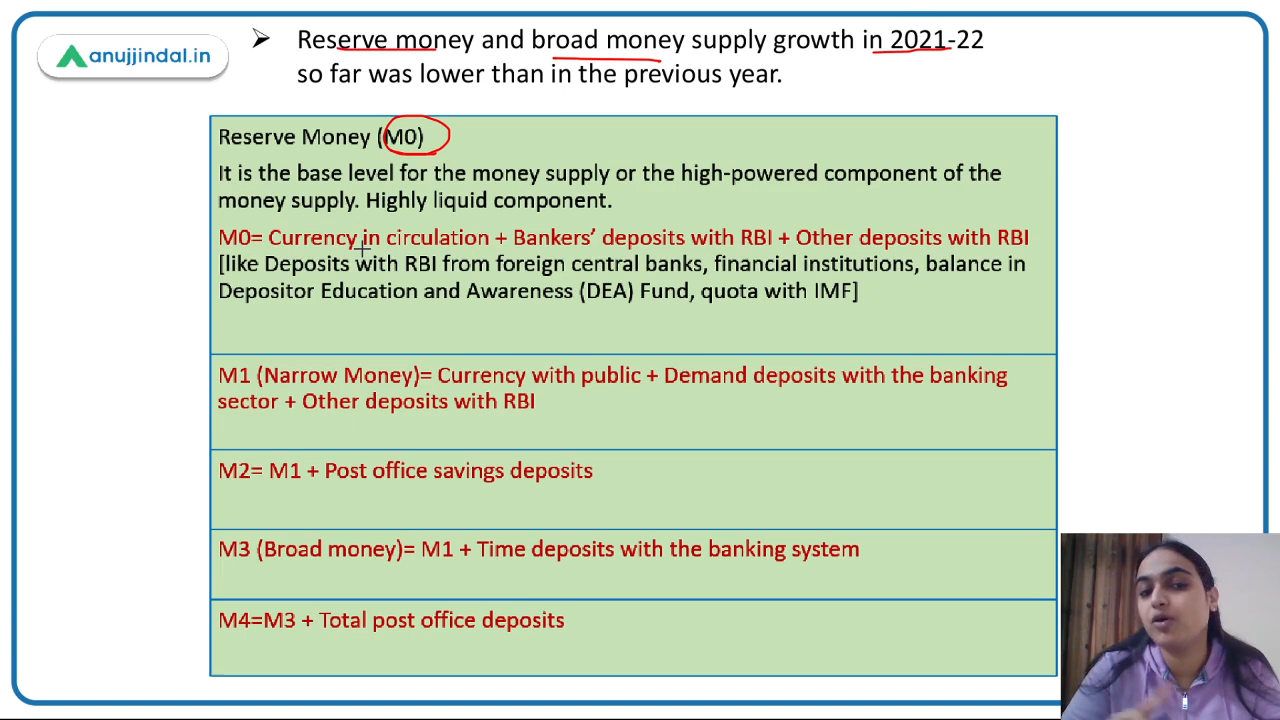 anujjindal.in
➢ Reserve money and broad money supply growth in 2021-22
so far was lower than in the previous year.
Reserve Money (M0)
It is the base level for the money supply or the high-powered component of the
money supply. Highly liquid component.
M0= Currency in circulation + Bankers’ deposits with RBI + Other deposits with RBI
[like Deposits with RBI from foreign central banks, financial institutions, balance in
Depositor Education and Awareness (DEA) Fund, quota with IMF]
M1 (Narrow Money)= Currency with public + Demand deposits with the banking
sector + Other deposits with RBI
M2= M1 + Post office savings deposits
M3 (Broad money)= M1 + Time deposits with the banking system
M4=M3 + Total post office deposits